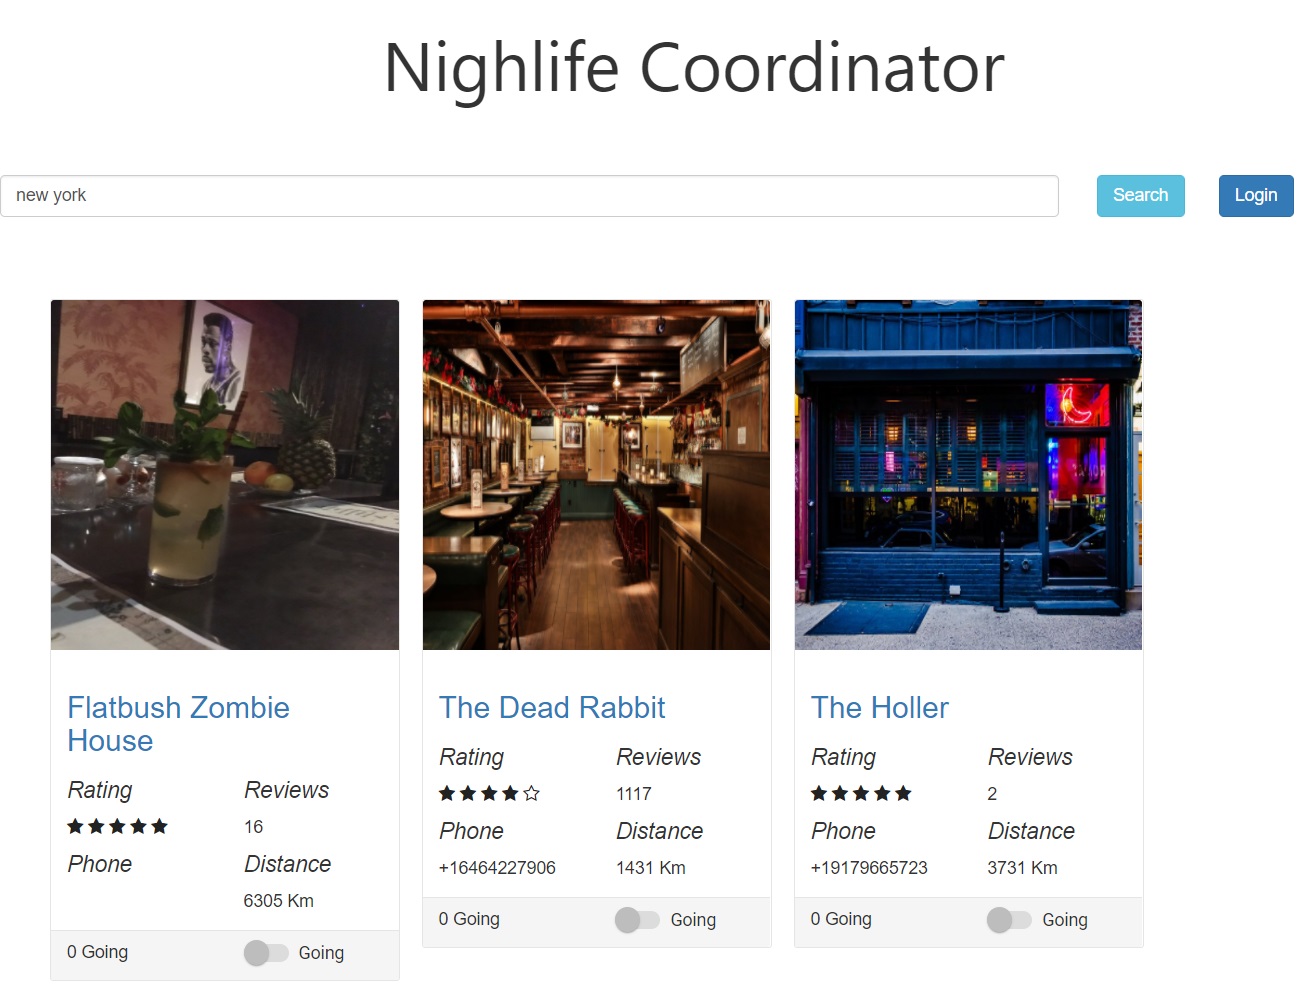 Nighlife Coordinator
new york
Search
Login
Flatbush Zombie
House
Rating
Reviews
16
Phone
Distance
6305 Km
0 Going
Going
The Dead Rabbit
Rating
Reviews
1117
Phone
Distance
+16464227906
1431 Km
0 Going
Going
The Holler
Rating
Reviews
2
Phone
Distance
+19179665723
3731 Km
0 Going
Going